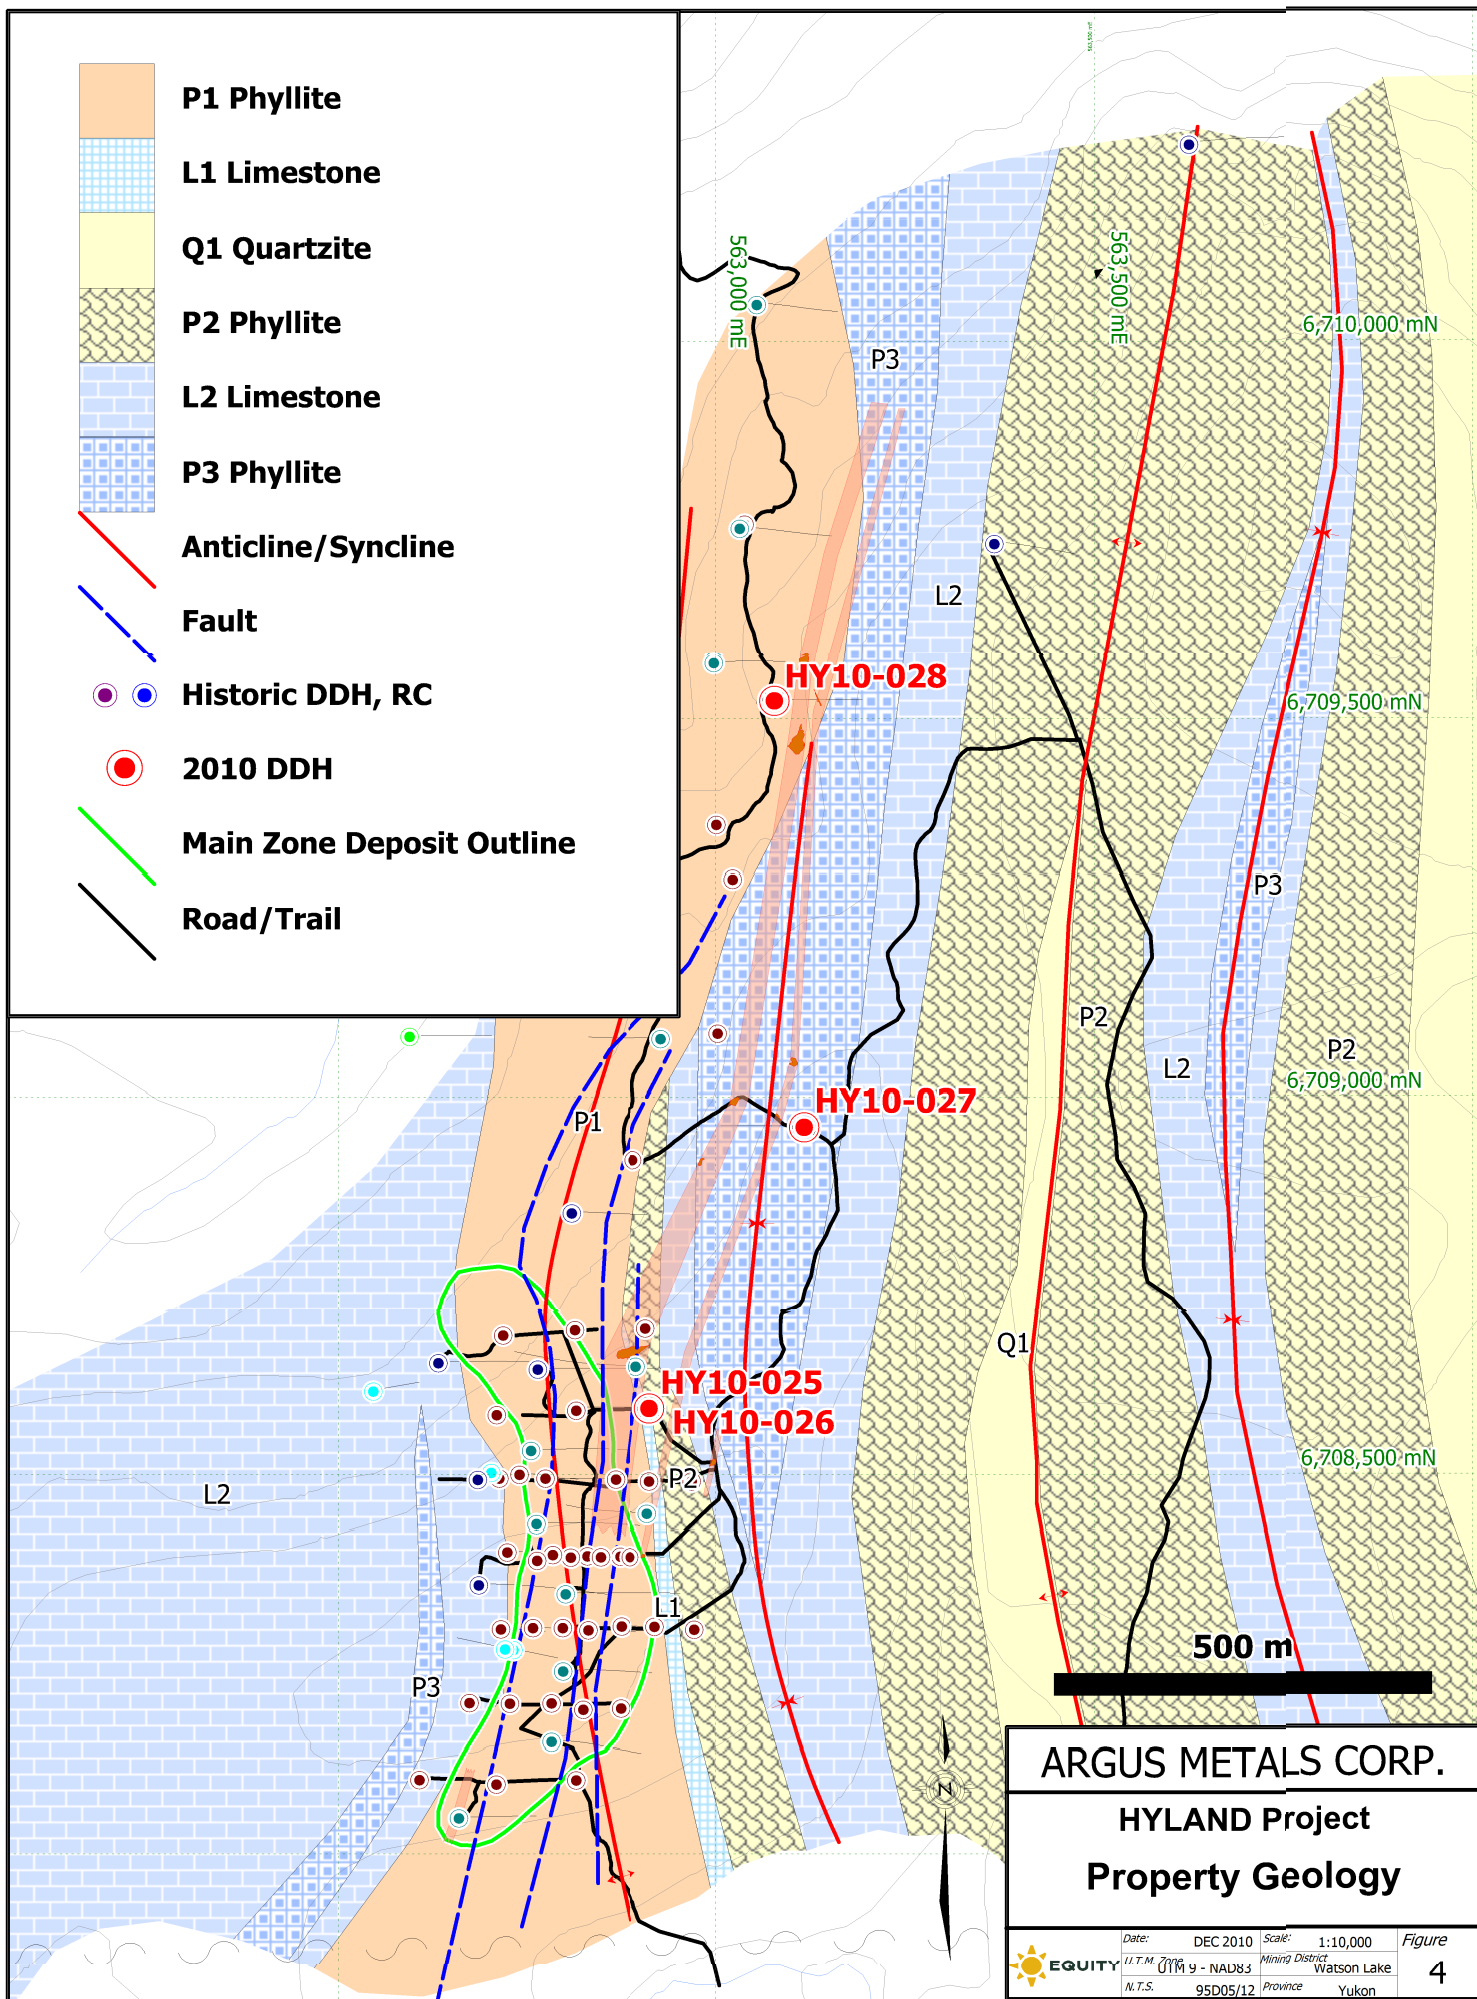 P1 Phyllite
L1 Limestone
Q1 Quartzite
P2 Phyllite
L2 Limestone
P3 Phyllite
Anticline/Syncline
Fault
Historic DDH, RC
2010 DDH
Main Zone Deposit Outline
Road/Trail
563,500 mE
563,000 mE
563,500 mE
6,710,000 mN
P3
L2
HY10-028
6,709,500 mN
P3
P2
L2
P2
6,709,000 mN
HY10-027
P1
Q1
HY10-025
HY10-026
6,708,500 mN
P2
L2
L1
P3
500 m
N
ARGUS METALS CORP.
HYLAND Project
Property Geology
EQUITY
Date: DEC 2010 Scale: 1:10,000 Figure
U.T.M. Zone UTM 9 - NAD83 Mining District Watson Lake 4
N.T.S. 95D05/12 Province Yukon